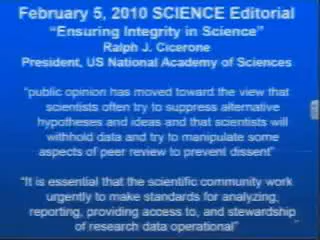 February 5, 2010 SCIENCE Editorial
“Ensuring Integrity in Science”
Ralph J. Cicerone
President, US National Academy of Sciences
“public opinion has moved toward the view that
scientists often try to suppress alternative
hypotheses and ideas and that scientists will
withhold data and try to manipulate some
aspects of peer review to prevent dissent”
“It is essential that the scientific community work
urgently to make standards for analyzing,
reporting, providing access to, and stewardship
of research data operational”